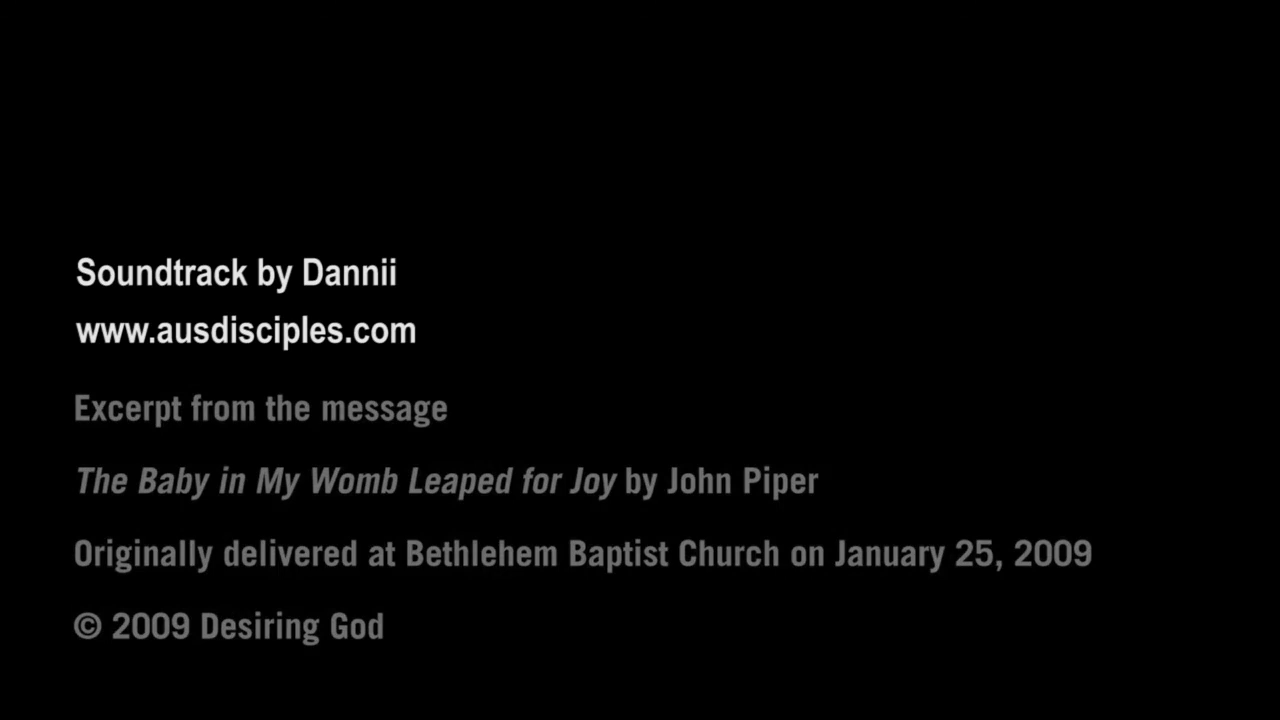 Soundtrack by Dannii
www.ausdisciples.com
Excerpt from the message
The Baby in My Womb Leaped for Joy by John Piper
Originally delivered at Bethlehem Baptist Church on January 25, 2009
© 2009 Desiring God